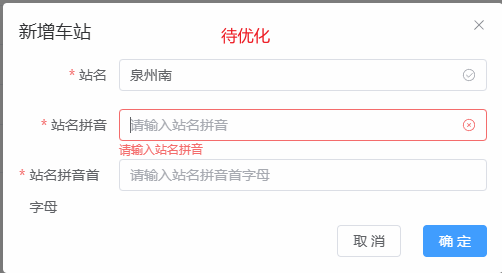 新增车站
待优化
* 站名
泉州南
* 站名拼音
请输入站名拼音
请输入站名拼音
* 站名拼音首
字母
请输入站名拼音首字母
取 消
确 定